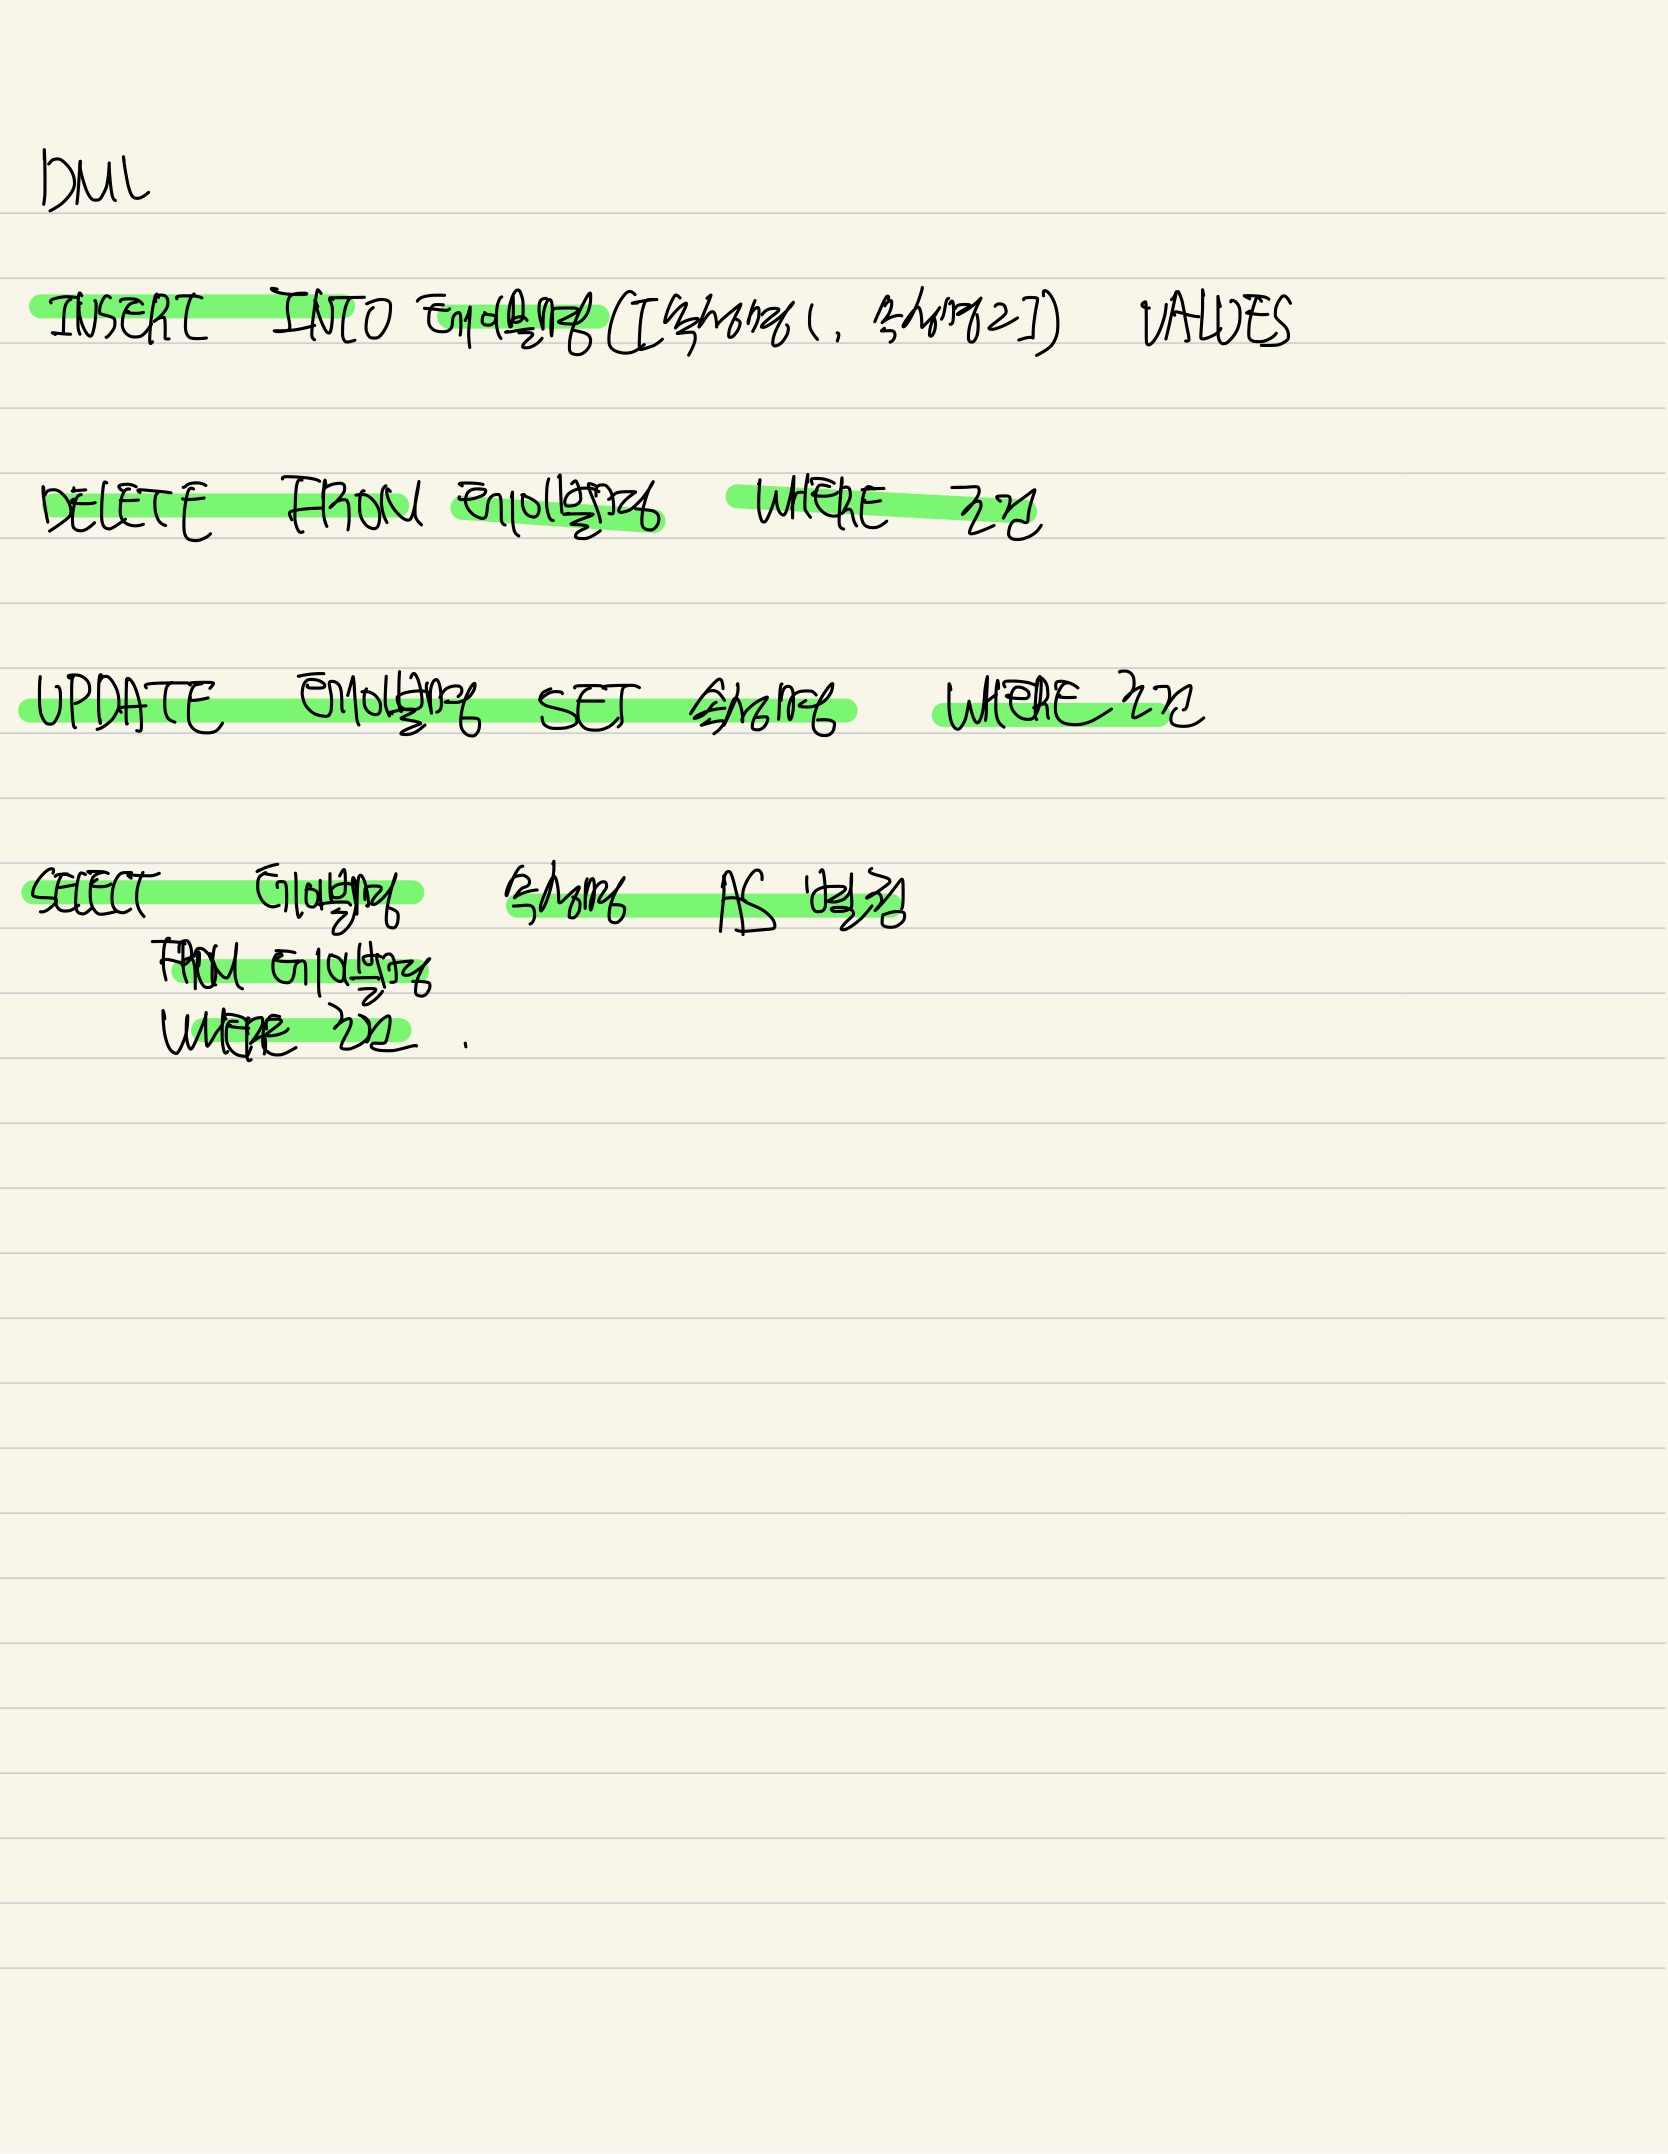 DML
INSERT INTO 테이블명([속성명1, 속성명2]) VALUES
DELETE FROM 테이블명 WHERE 조건
UPDATE 테이블명 SET 속성명 WHERE 조건
SELECT 테이블명 속성명 AS 별칭
FROM 테이블명
WHERE 조건.